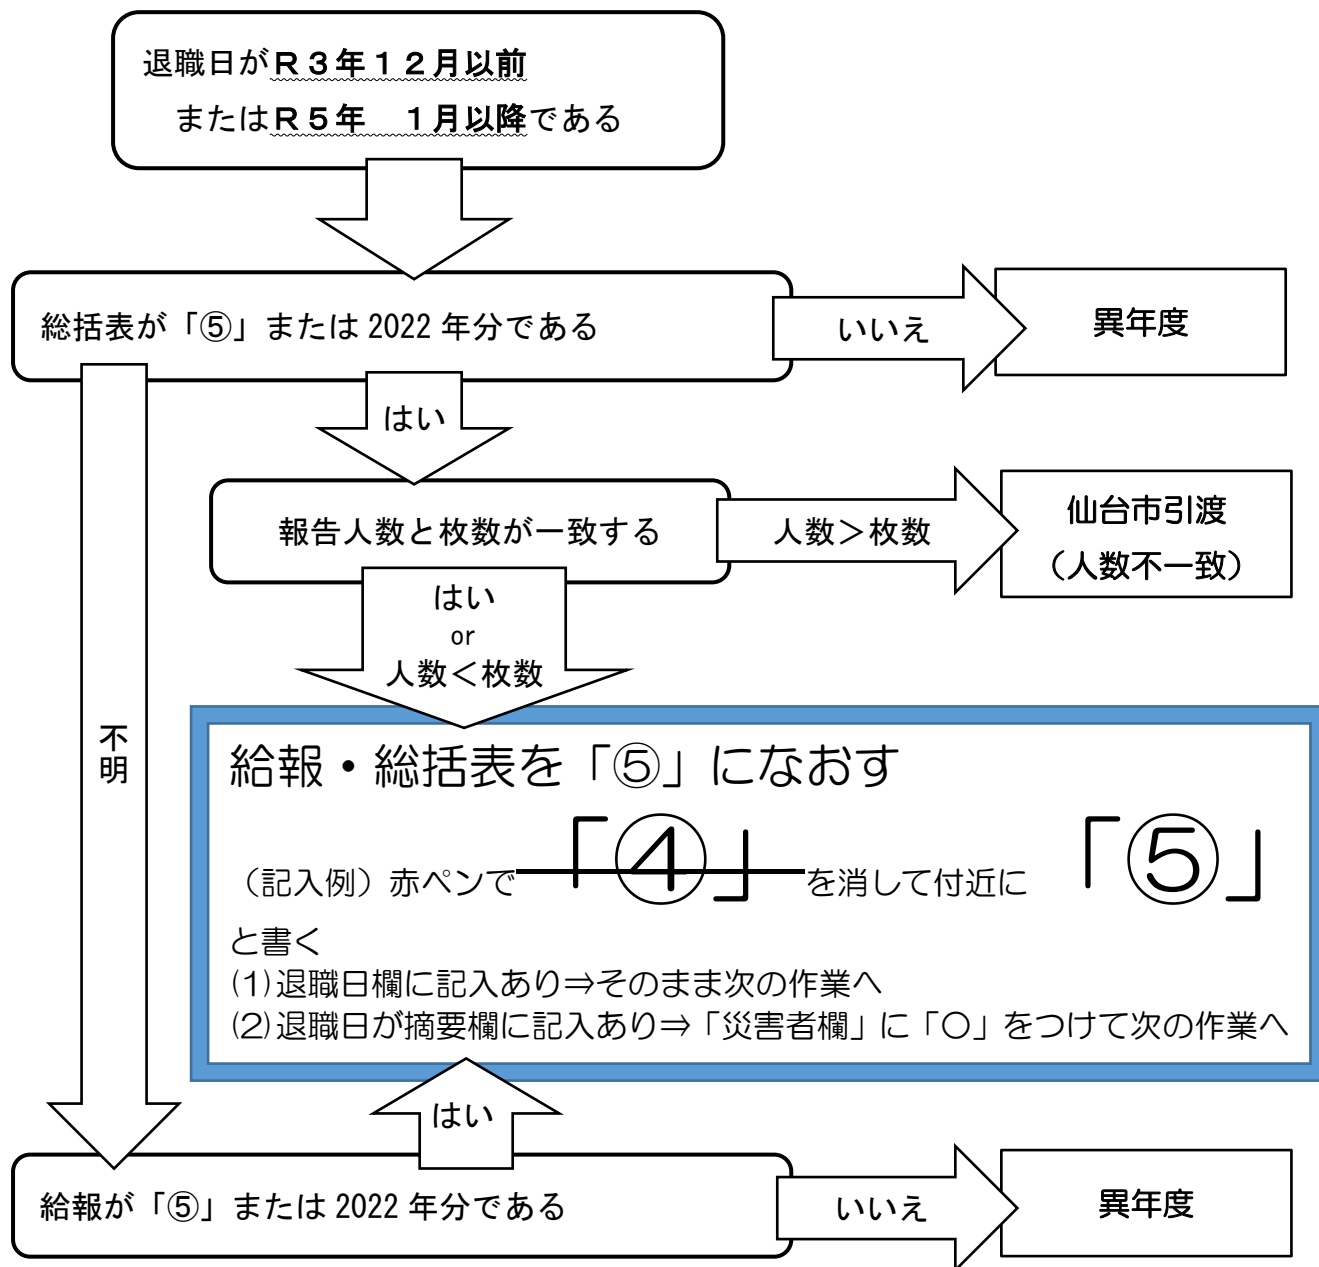 退職日がR３年１２月以前
またはR５年　１月以降である
総括表が「⑤」または 2022 年分である
いいえ
異年度
はい
報告人数と枚数が一致する
人数＞枚数
仙台市引渡
（人数不一致）
はい
or
人数＜枚数
不明
給報・総括表を「⑤」になおす
（記入例）赤ペンで「④」を消して付近に「⑤」
と書く
(1)退職日欄に記入あり⇒そのまま次の作業へ
(2)退職日が摘要欄に記入あり⇒「災害者欄」に「〇」をつけて次の作業へ
はい
給報が「⑤」または 2022 年分である
いいえ
異年度